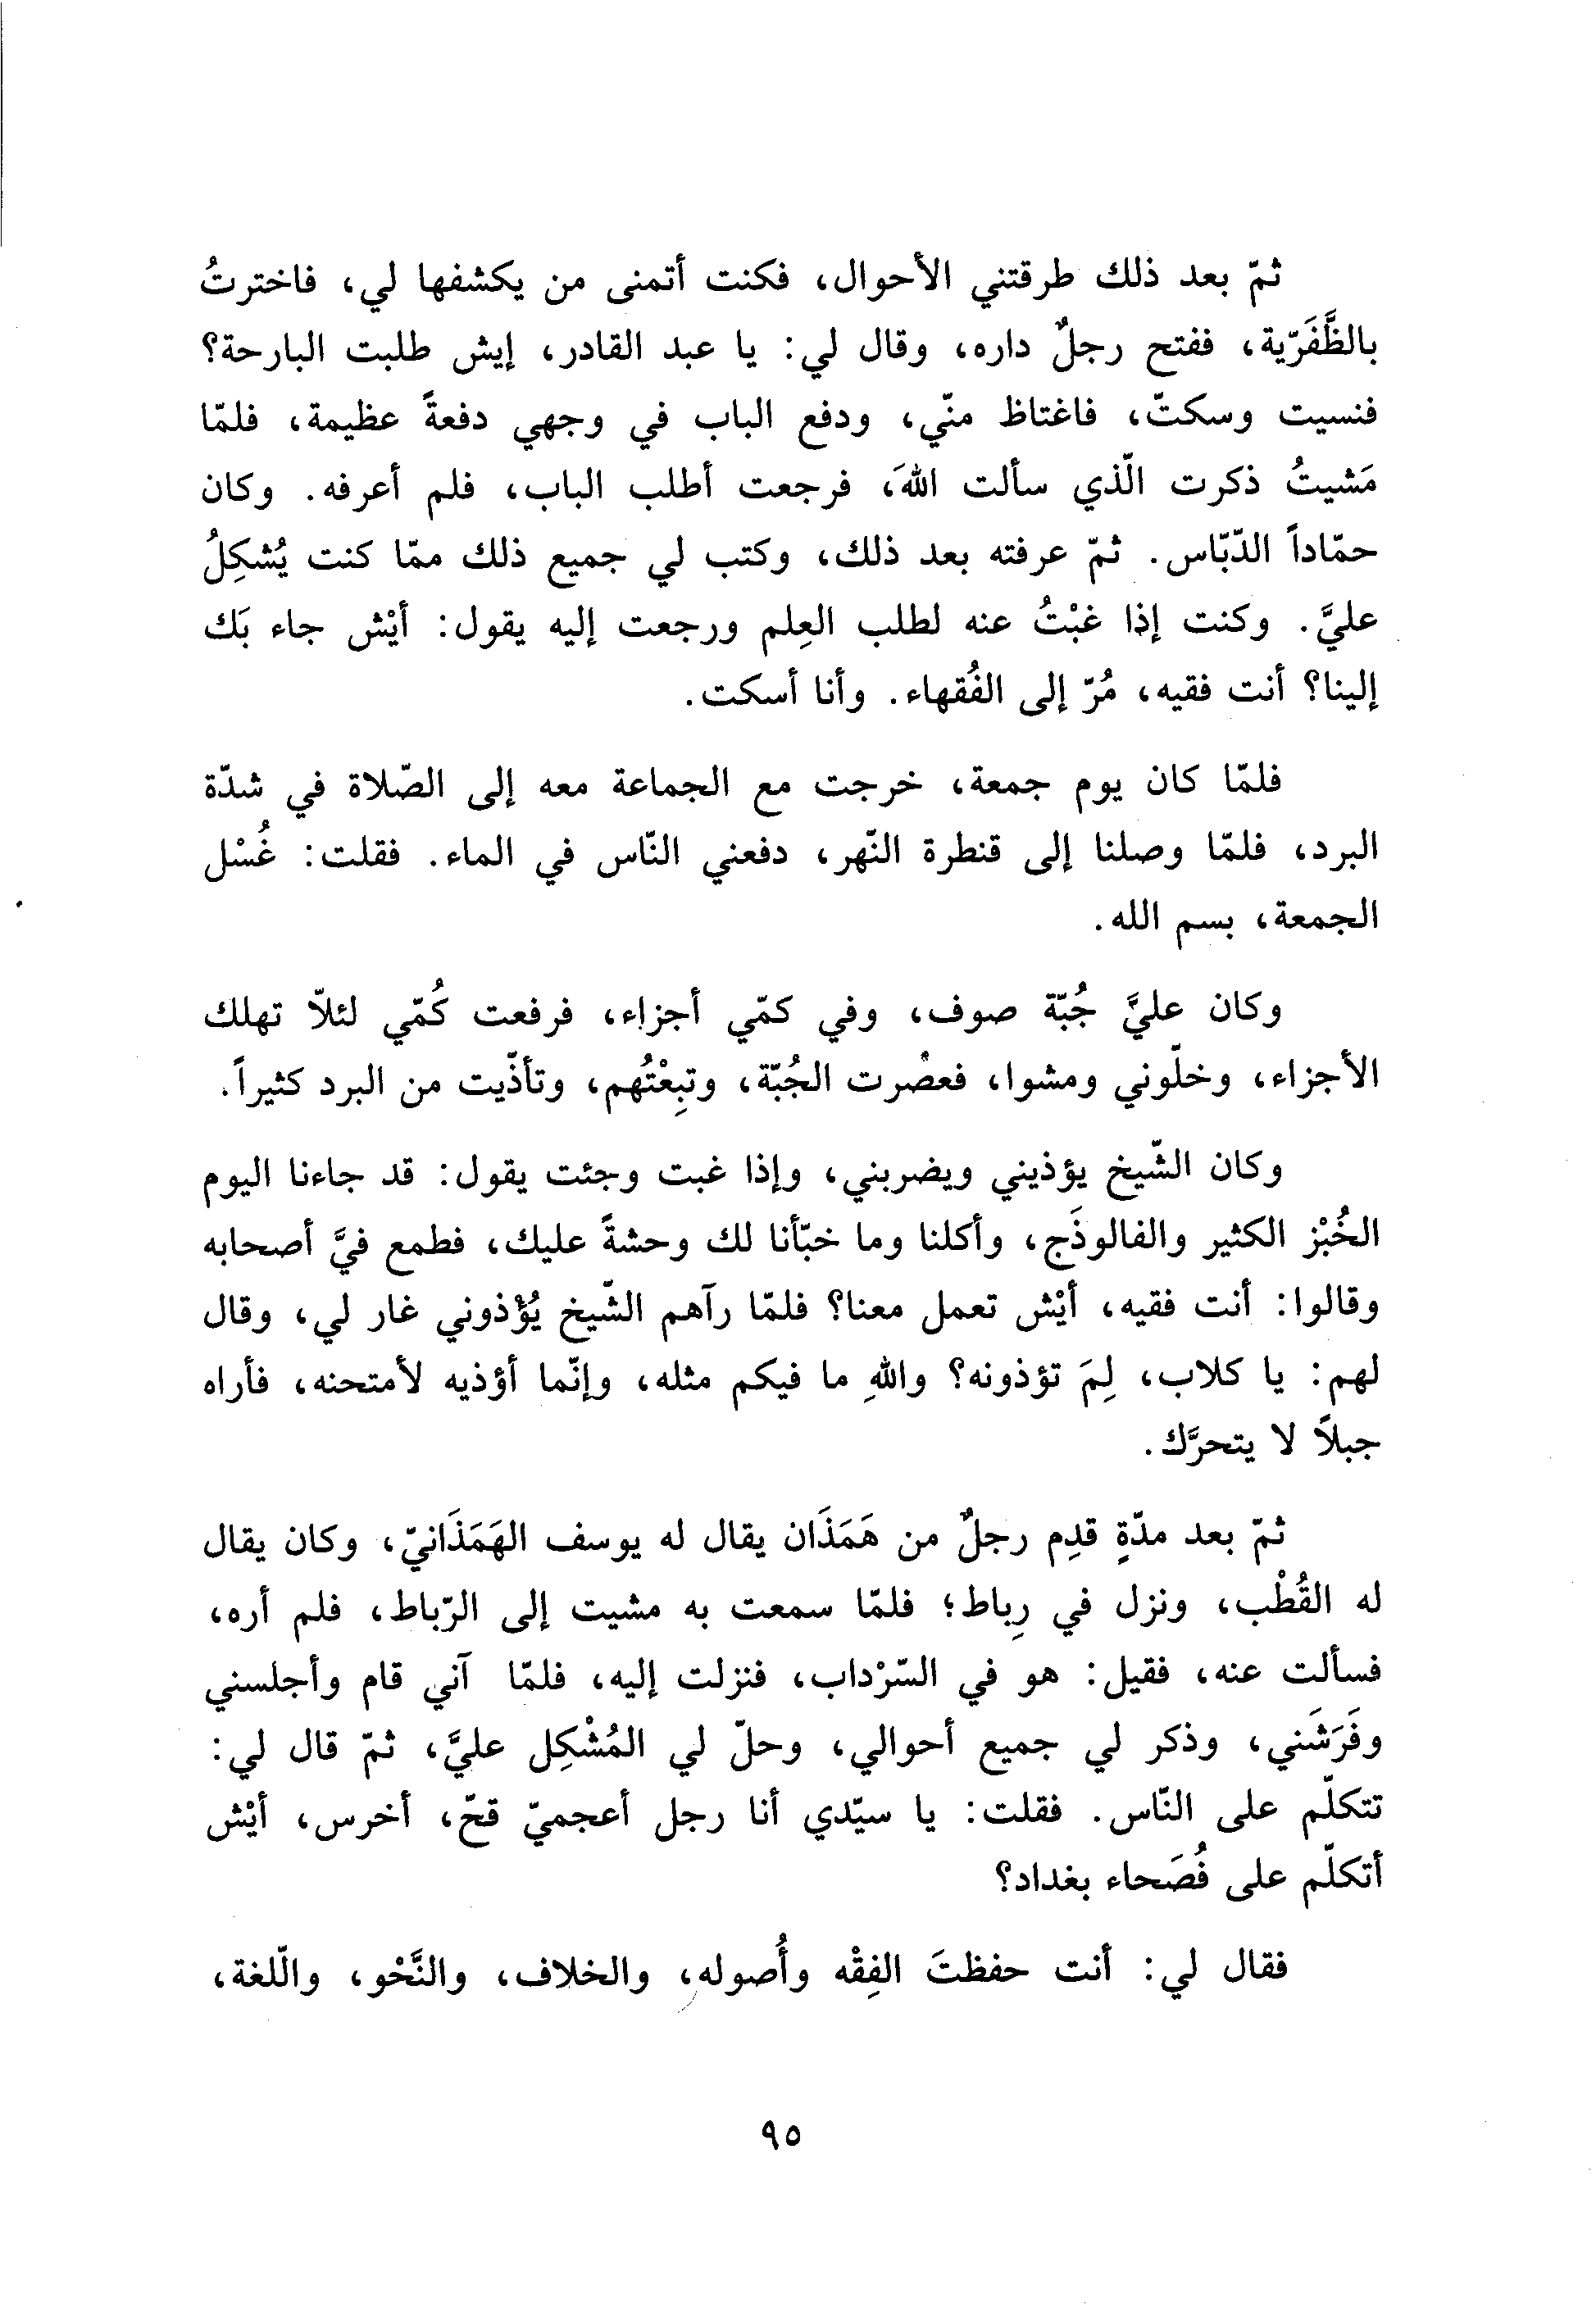 ثمّ بعد ذلك طرقتني الأحوال، فكنت أتمنى من يكشفها لي، فاخترتُ
بالظَّفَرّية، ففتح رجلٌ داره، وقال لي: يا عبد القادر، إيش طلبت البارحة؟
فنسيت وسكتّ، فاغتاظ منّي، ودفع الباب في وجهي دفعةً عظيمة، فلمّا
مَشيتُ ذكرت الّذي سألت اللهَ، فرجعت أطلب الباب، فلم أعرفه. وكان
حمّاداً الدّبّاس. ثمّ عرفته بعد ذلك، وكتب لي جميع ذلك ممّا كنت يُشكِلُ
عليَّ. وكنت إذا غبْتُ عنه لطلب العِلم ورجعت إليه يقول: أيْش جاء بَك
إلينا؟ أنت فقيه، مُرّ إلى الفُقهاء. وأنا أسكت.
فلمّا كان يوم جمعة، خرجت مع الجماعة معه إلى الصّلاة في شدّة
البرد، فلمّا وصلنا إلى قنطرة النّهر، دفعني النّاس في الماء. فقلت: غُسْل
الجمعة، بسم الله.
وكان عليَّ جُبّة صوف، وفي كمّي أجزاء، فرفعت كُمّي لئلاّ تهلك
الأجزاء، وخلّوني ومشوا، فعصْرت الجُبّة، وتبِعْتُهم، وتأذّيت من البرد كثيراً.
وكان الشّيخ يؤذيني ويضربني، وإذا غبت وجئت يقول: قد جاءنا اليوم
الخُبْز الكثير والفالوذَج، وأكلنا وما خبّأنا لك وحشةً عليك، فطمع فيَّ أصحابه
وقالوا: أنت فقيه، أيْش تعمل معنا؟ فلمّا رآهم الشّيخ يُؤذوني غار لي، وقال
لهم: يا كلاب، لِمَ تؤذونه؟ واللهِ ما فيكم مثله، وإنّما أؤذيه لأمتحنه، فأراه
جبلاً لا يتحرَّك.
ثمّ بعد مدّةٍ قدِم رجلٌ من هَمَذَان يقال له يوسف الهَمَذَانيّ، وكان يقال
له القُطْب، ونزل في رِباط؛ فلمّا سمعت به مشيت إلى الرّباط، فلم أره،
فسألت عنه، فقيل: هو في السّرْداب، فنزلت إليه، فلمّا آني قام وأجلسني
وفَرَشَني، وذكر لي جميع أحوالي، وحلّ لي المُشْكِل عليَّ، ثمّ قال لي:
تتكلّم على النّاس. فقلت: يا سيّدي أنا رجل أعجميّ قحّ، أخرس، أيْش
أتكلّم على فُصَحاء بغداد؟
فقال لي: أنت حفظتَ الفِقْه وأُصوله، والخلاف، والنَّحْو، والّلغة،
٩٥